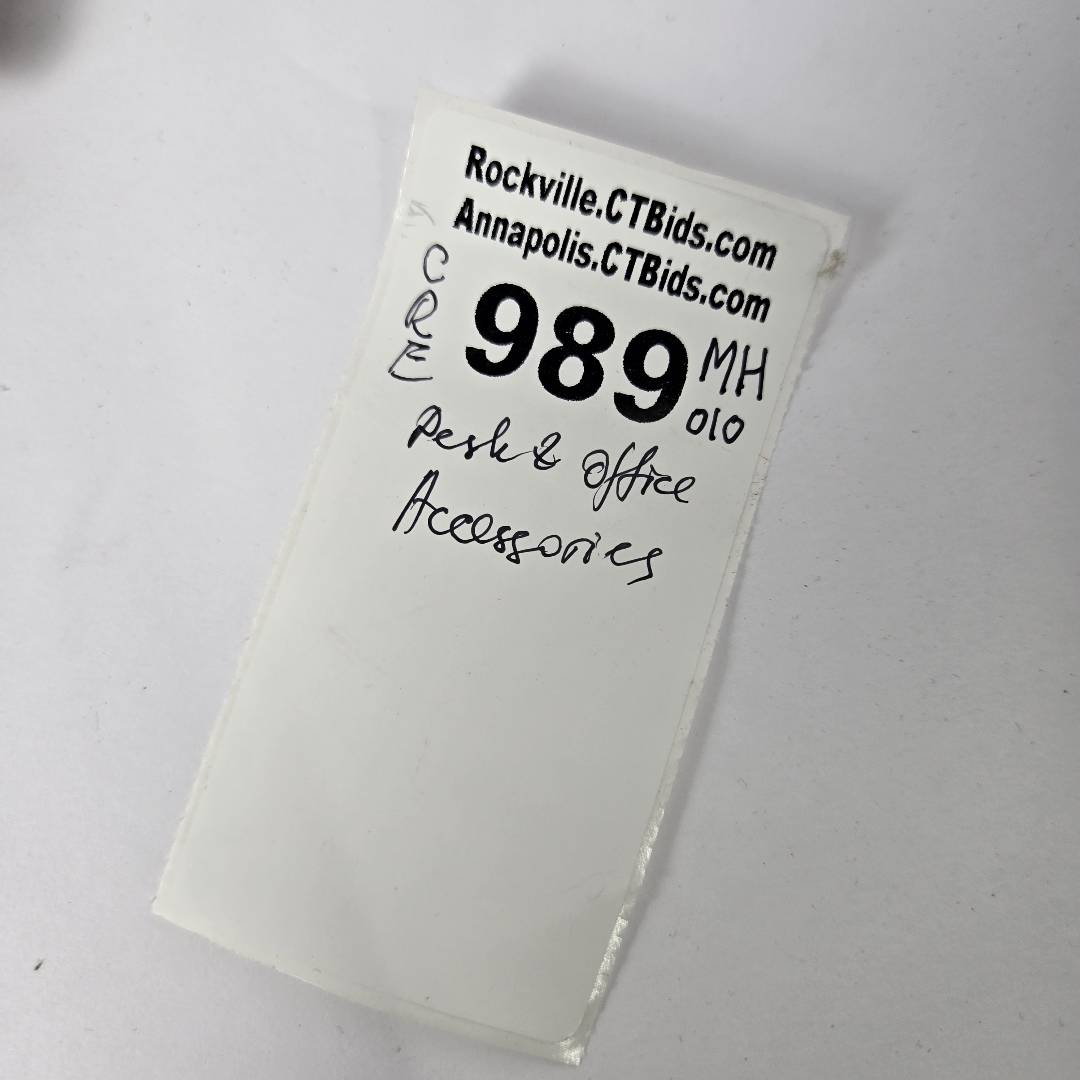 Rockville.CTBids.com
Annapolis.CTBids.com
CRE
989 MH
010
Desk & Office
Accessories